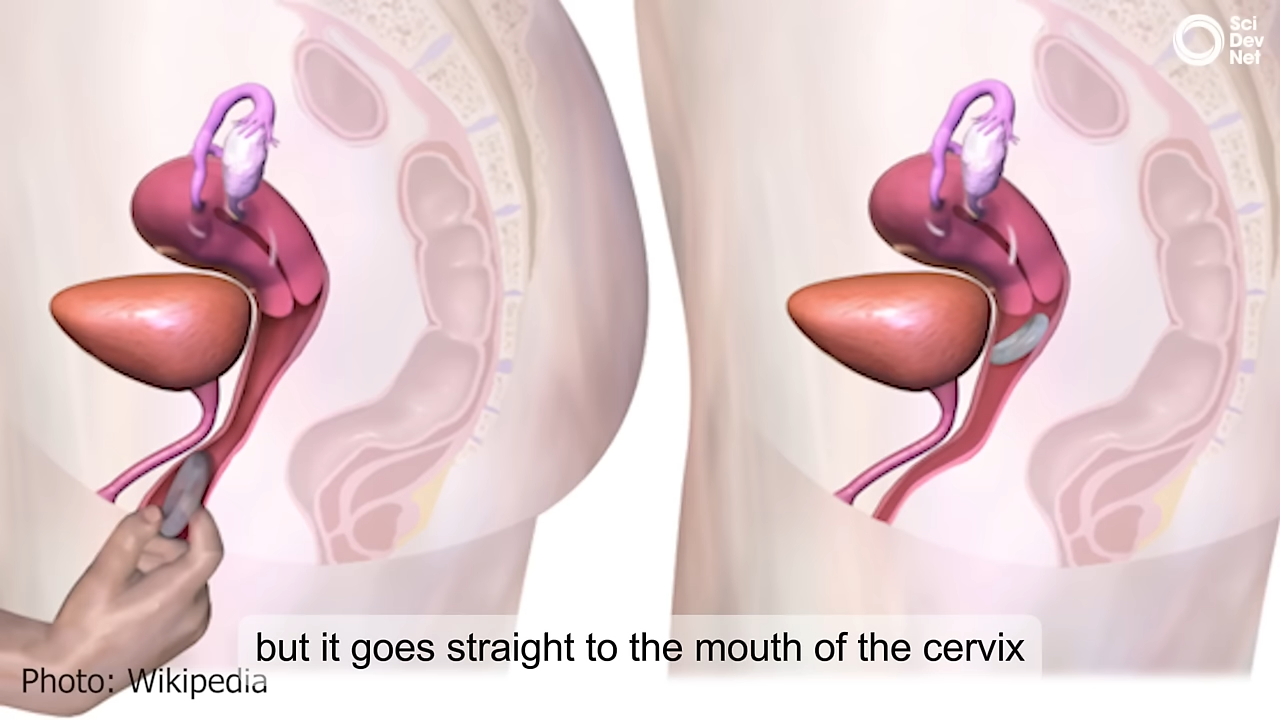 Sci
Dev
Net
but it goes straight to the mouth of the cervix
Photo: Wikipedia